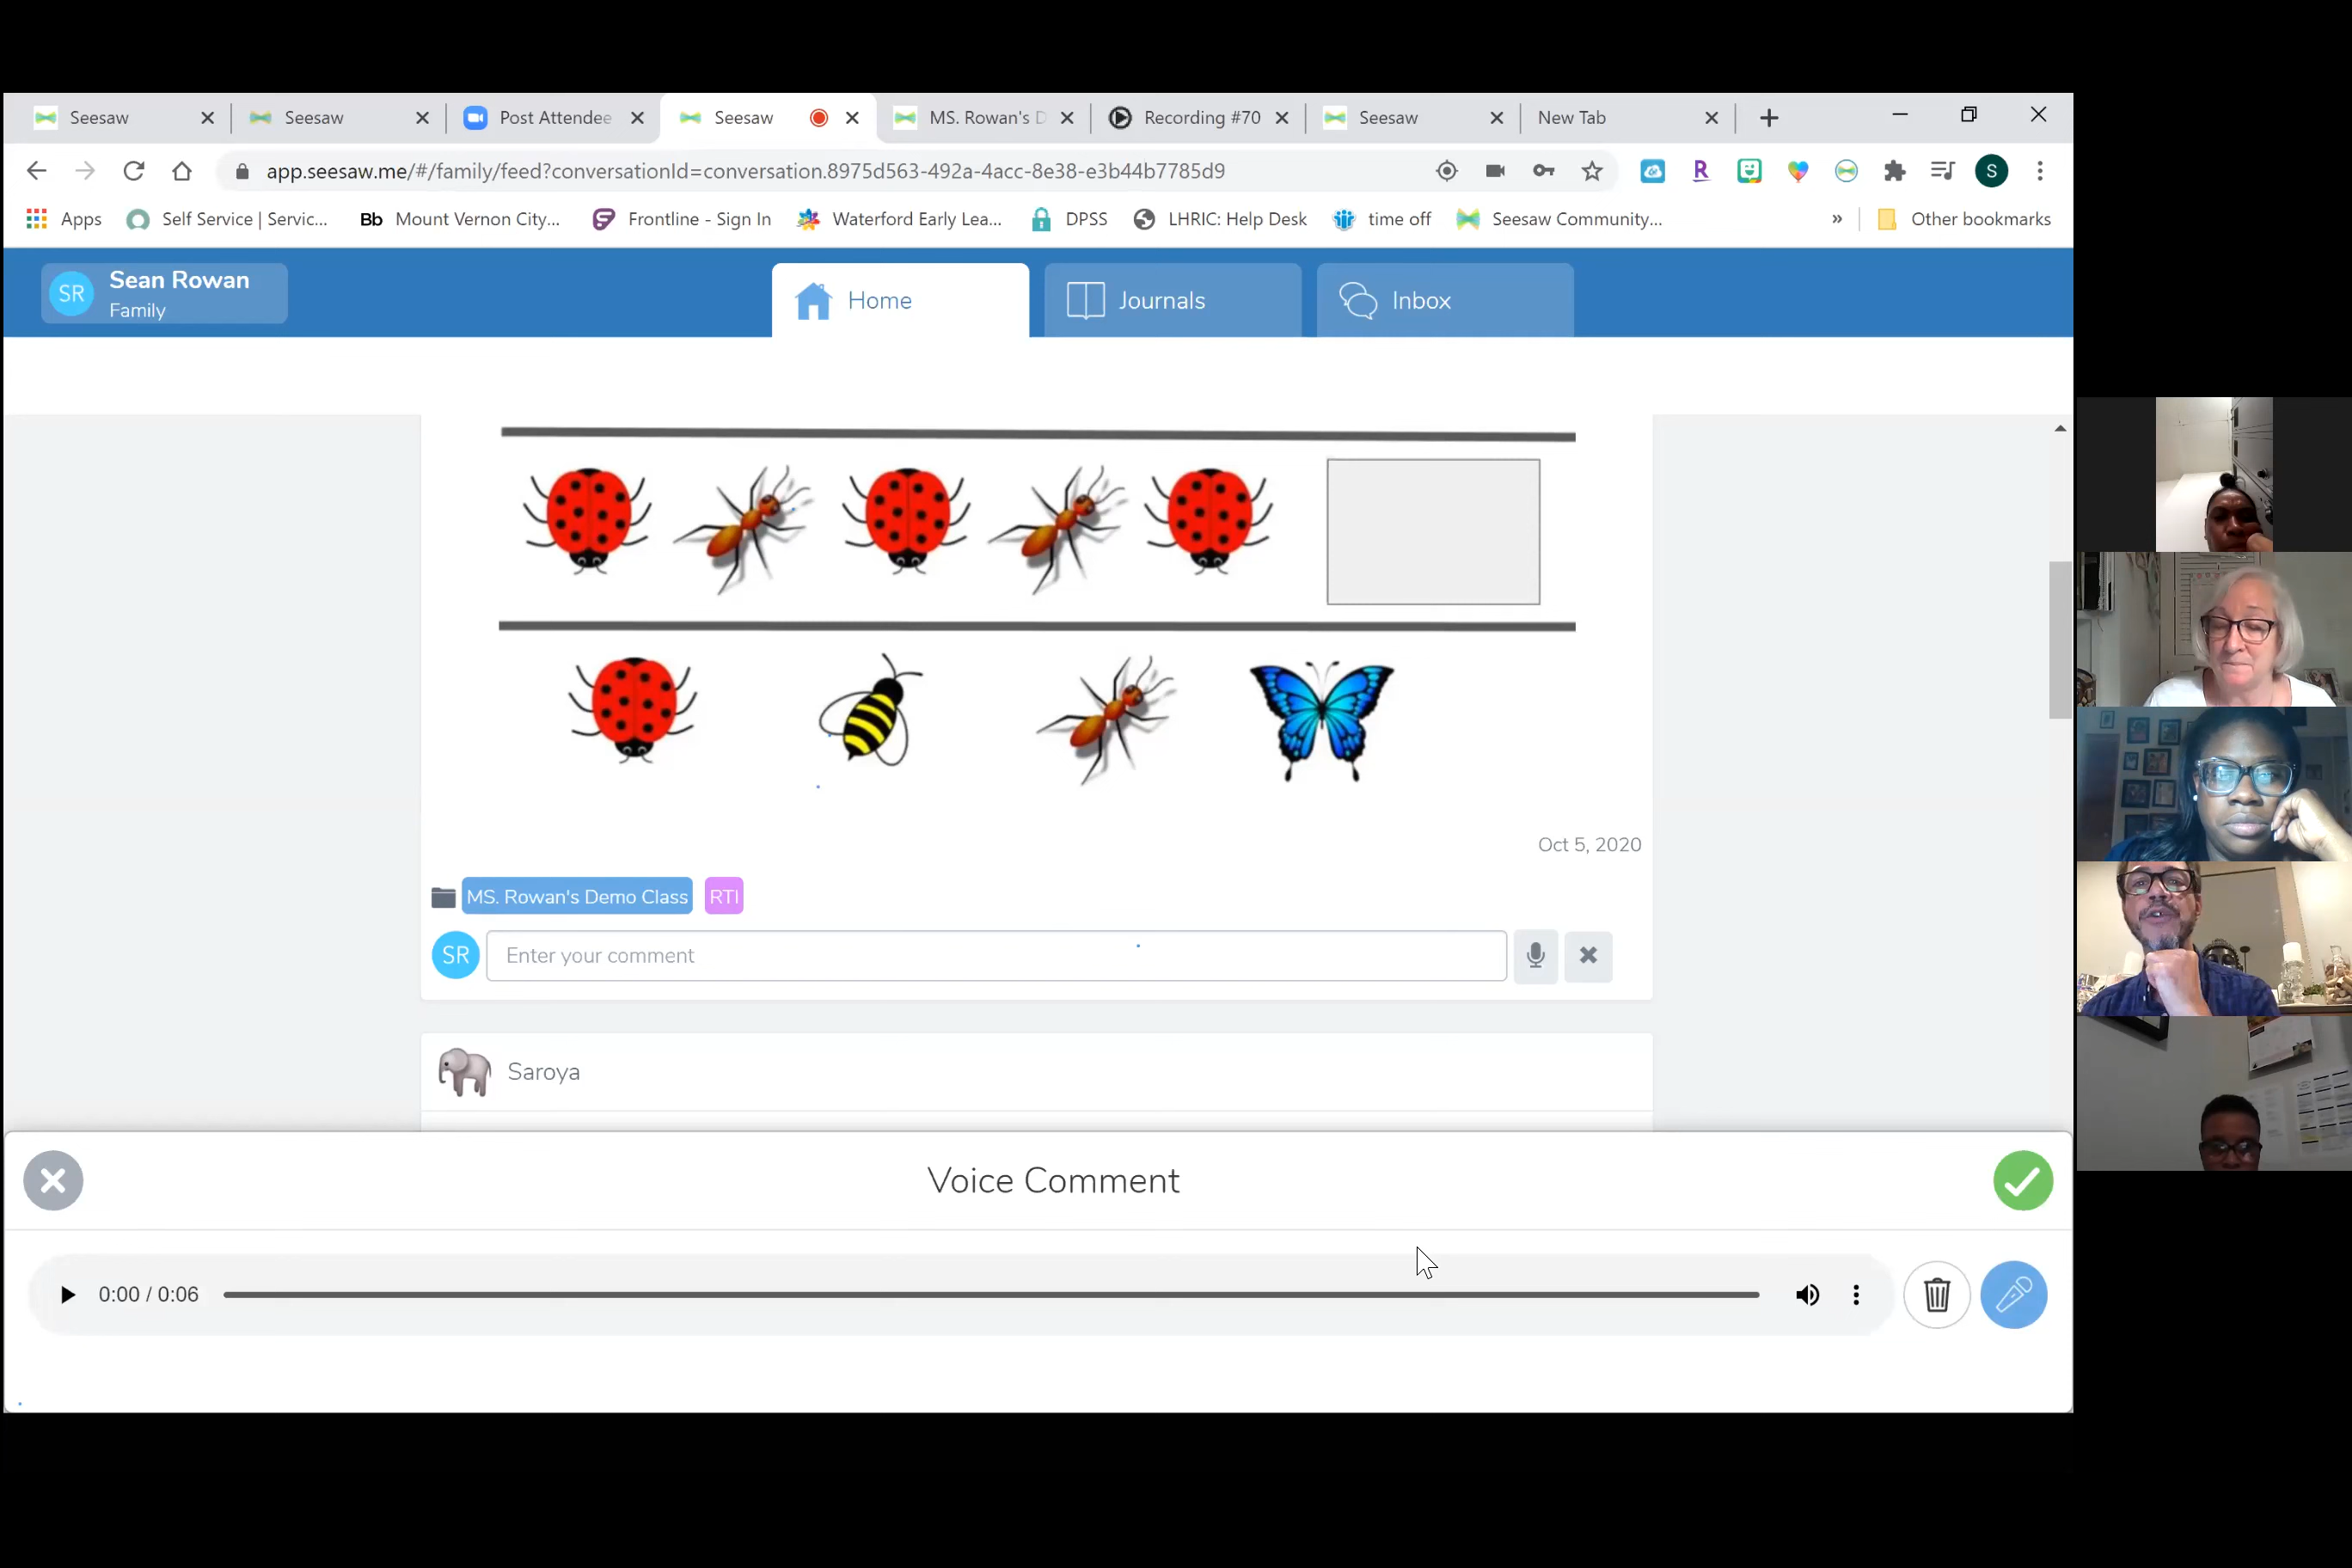 Seesaw
Seesaw
Post Attendee
Seesaw
MS. Rowan's D
Recording #70
Seesaw
New Tab
app.seesaw.me/#/family/feed?conversationId=conversation.8975d563-492a-4acc-8e38-e3b44b7785d9
R
S
Apps
Self Service | Servic...
Bb Mount Vernon City...
Frontline - Sign In
Waterford Early Lea...
DPSS
LHRIC: Help Desk
time off
Seesaw Community...
»
Other bookmarks
SR
Sean Rowan
Family
Home
Journals
Inbox
Oct 5, 2020
MS. Rowan's Demo Class
RTI
SR
Enter your comment
Saroya
Voice Comment
0:00 / 0:06